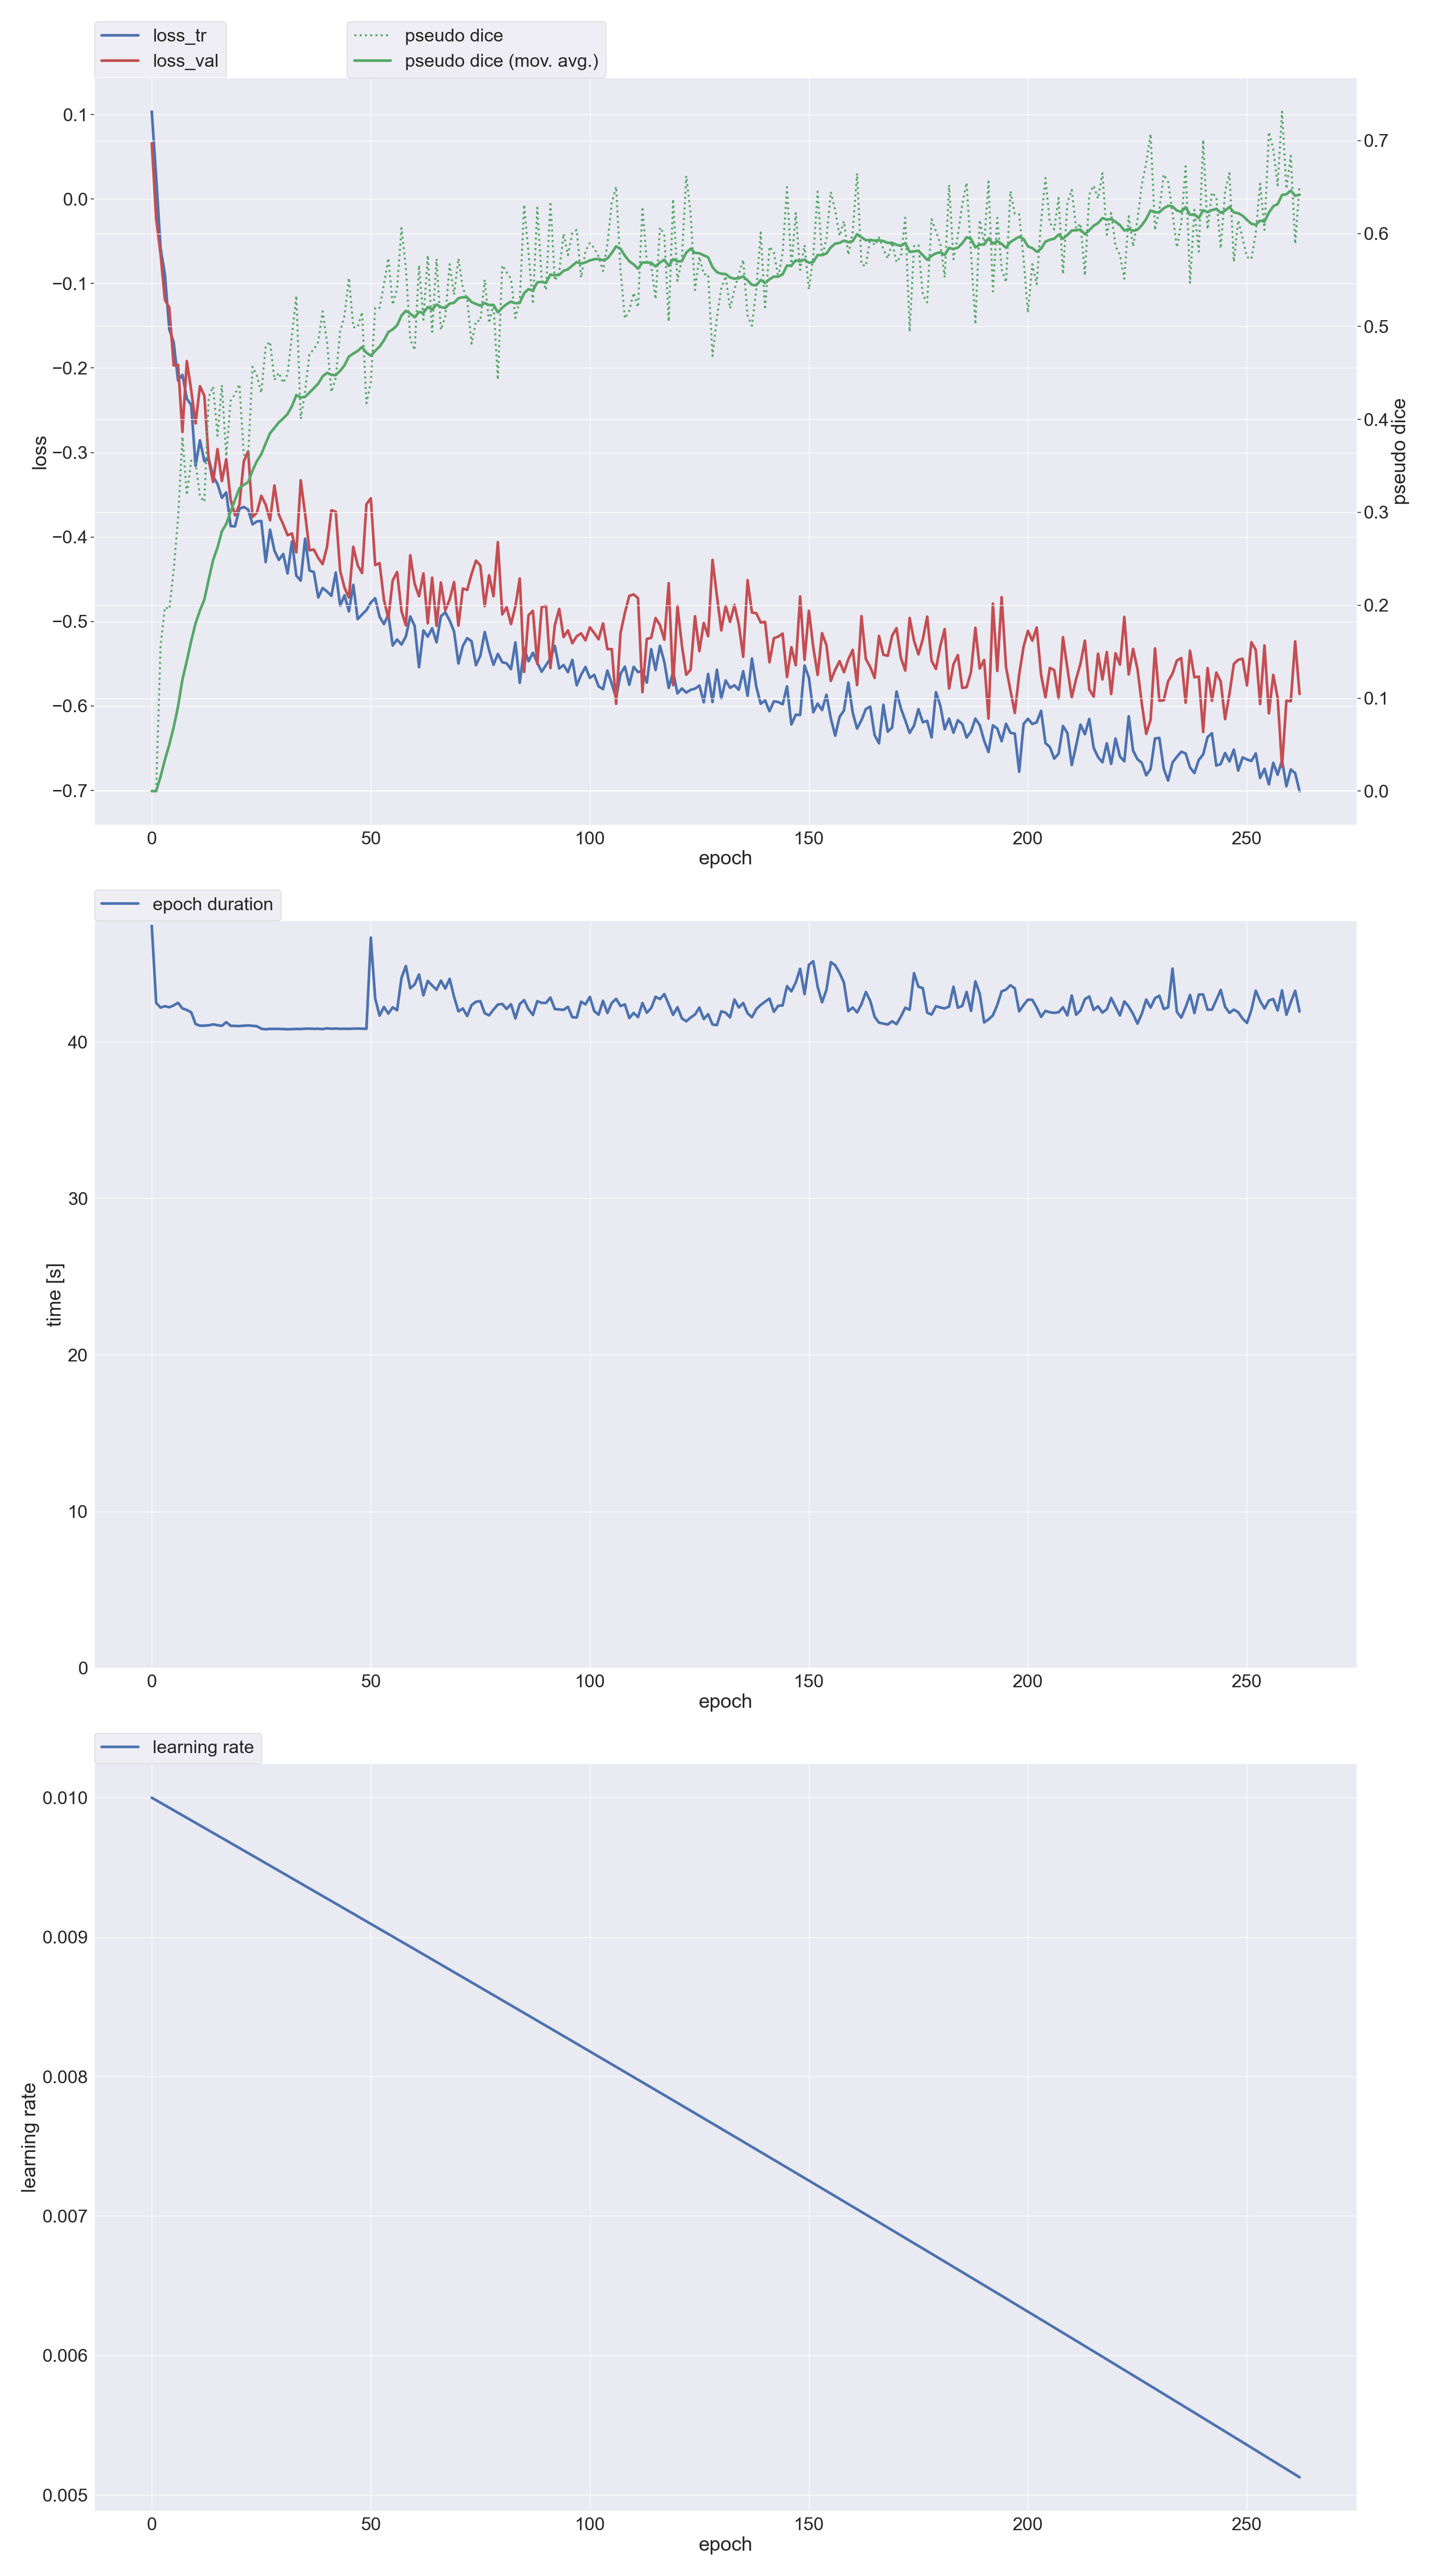 loss_tr
loss_val
pseudo dice
pseudo dice (mov. avg.)
0.1
0.0
−0.1
−0.2
−0.3
−0.4
−0.5
−0.6
−0.7
loss
0.7
0.6
0.5
0.4
0.3
0.2
0.1
0.0
pseudo dice
0 50 100 150 200 250
epoch
epoch duration
40
30
20
10
0
time [s]
0 50 100 150 200 250
epoch
learning rate
0.010
0.009
0.008
0.007
0.006
0.005
learning rate
0 50 100 150 200 250
epoch